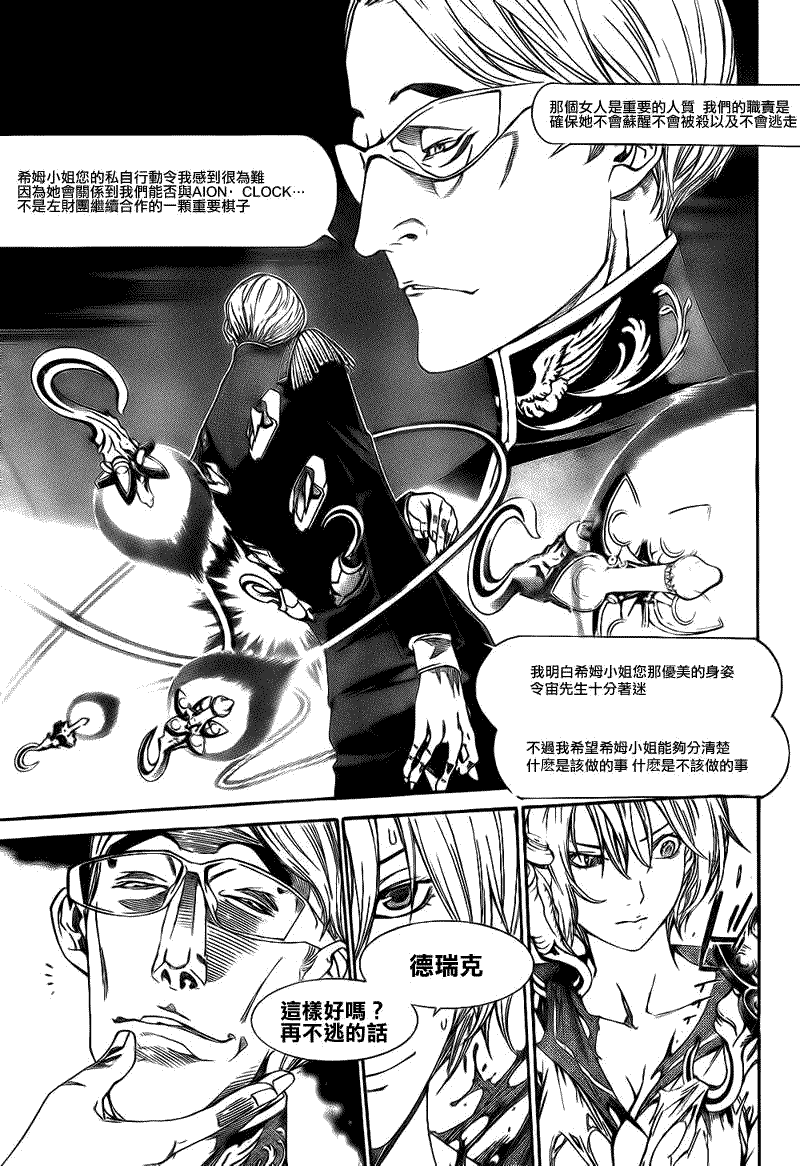 那個女人是重要的人質 我們的職責是
確保她不會蘇醒不會被殺以及不會逃走
希姆小姐您的私自行動令我感到很為難
因為她會關係到我們能否與AION·CLOCK…
不是左財團繼續合作的一顆重要棋子
我明白希姆小姐您那優美的身姿
令宙先生十分著迷
不過我希望希姆小姐能夠分清楚
什麽是該做的事 什麽是不該做的事
德瑞克
這樣好嗎？
再不逃的話